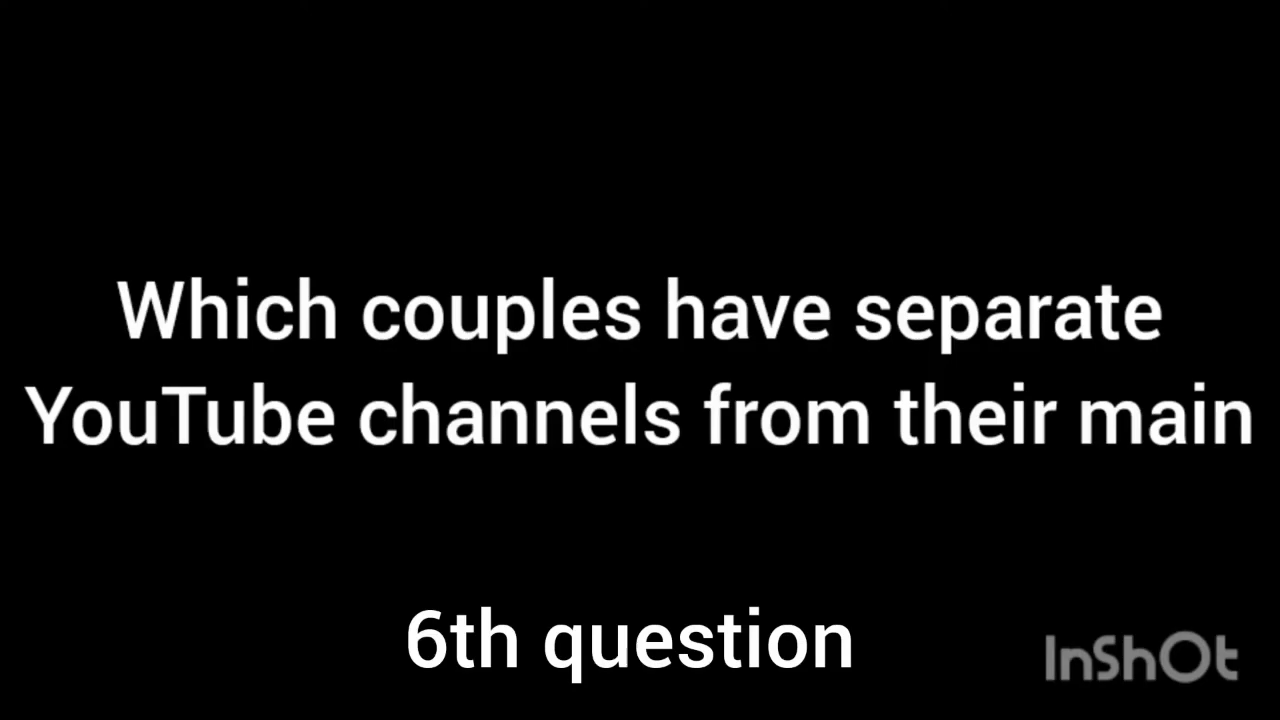 Which couples have separate
YouTube channels from their main
6th question
InShOt